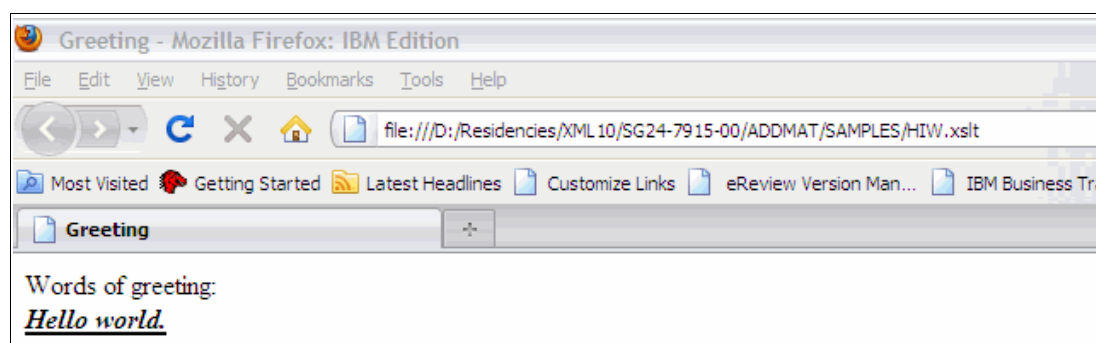 Greeting - Mozilla Firefox: IBM Edition
File Edit View History Bookmarks Tools Help
file:///D:/Residencies/XML10/SG24-7915-00/ADDMAT/SAMPLES/HIW.xslt
Most Visited Getting Started Latest Headlines Customize Links eReview Version Man... IBM Business Tr
Greeting
Words of greeting:
Hello world.